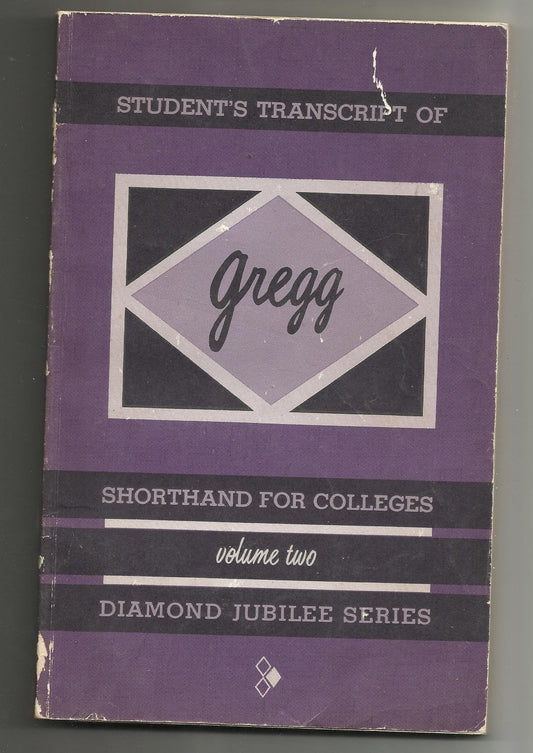 STUDENT'S TRANSCRIPT OF
Gregg
SHORTHAND FOR COLLEGES
volume two
DIAMOND JUBILEE SERIES